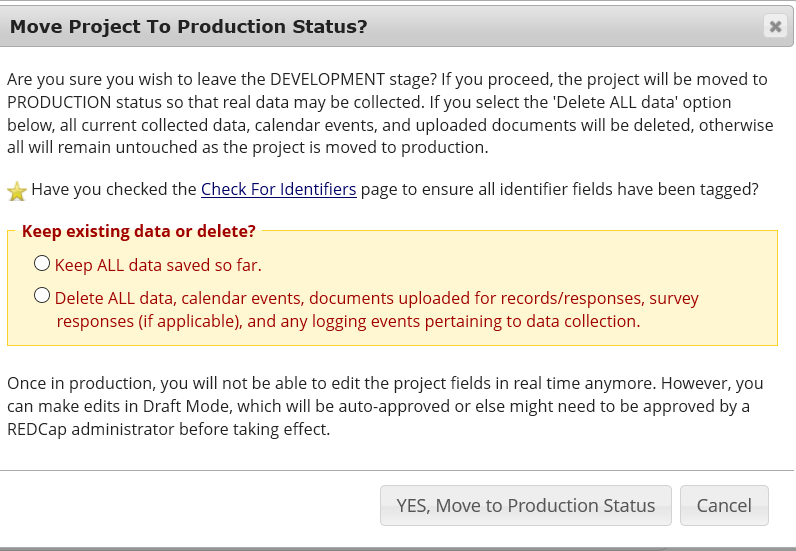 Move Project To Production Status?
Are you sure you wish to leave the DEVELOPMENT stage? If you proceed, the project will be moved to
PRODUCTION status so that real data may be collected. If you select the 'Delete ALL data' option
below, all current collected data, calendar events, and uploaded documents will be deleted, otherwise
all will remain untouched as the project is moved to production.
Have you checked the Check For Identifiers page to ensure all identifier fields have been tagged?
Keep existing data or delete?
Keep ALL data saved so far.
Delete ALL data, calendar events, documents uploaded for records/responses, survey
responses (if applicable), and any logging events pertaining to data collection.
Once in production, you will not be able to edit the project fields in real time anymore. However, you
can make edits in Draft Mode, which will be auto-approved or else might need to be approved by a
REDCap administrator before taking effect.
YES, Move to Production Status Cancel